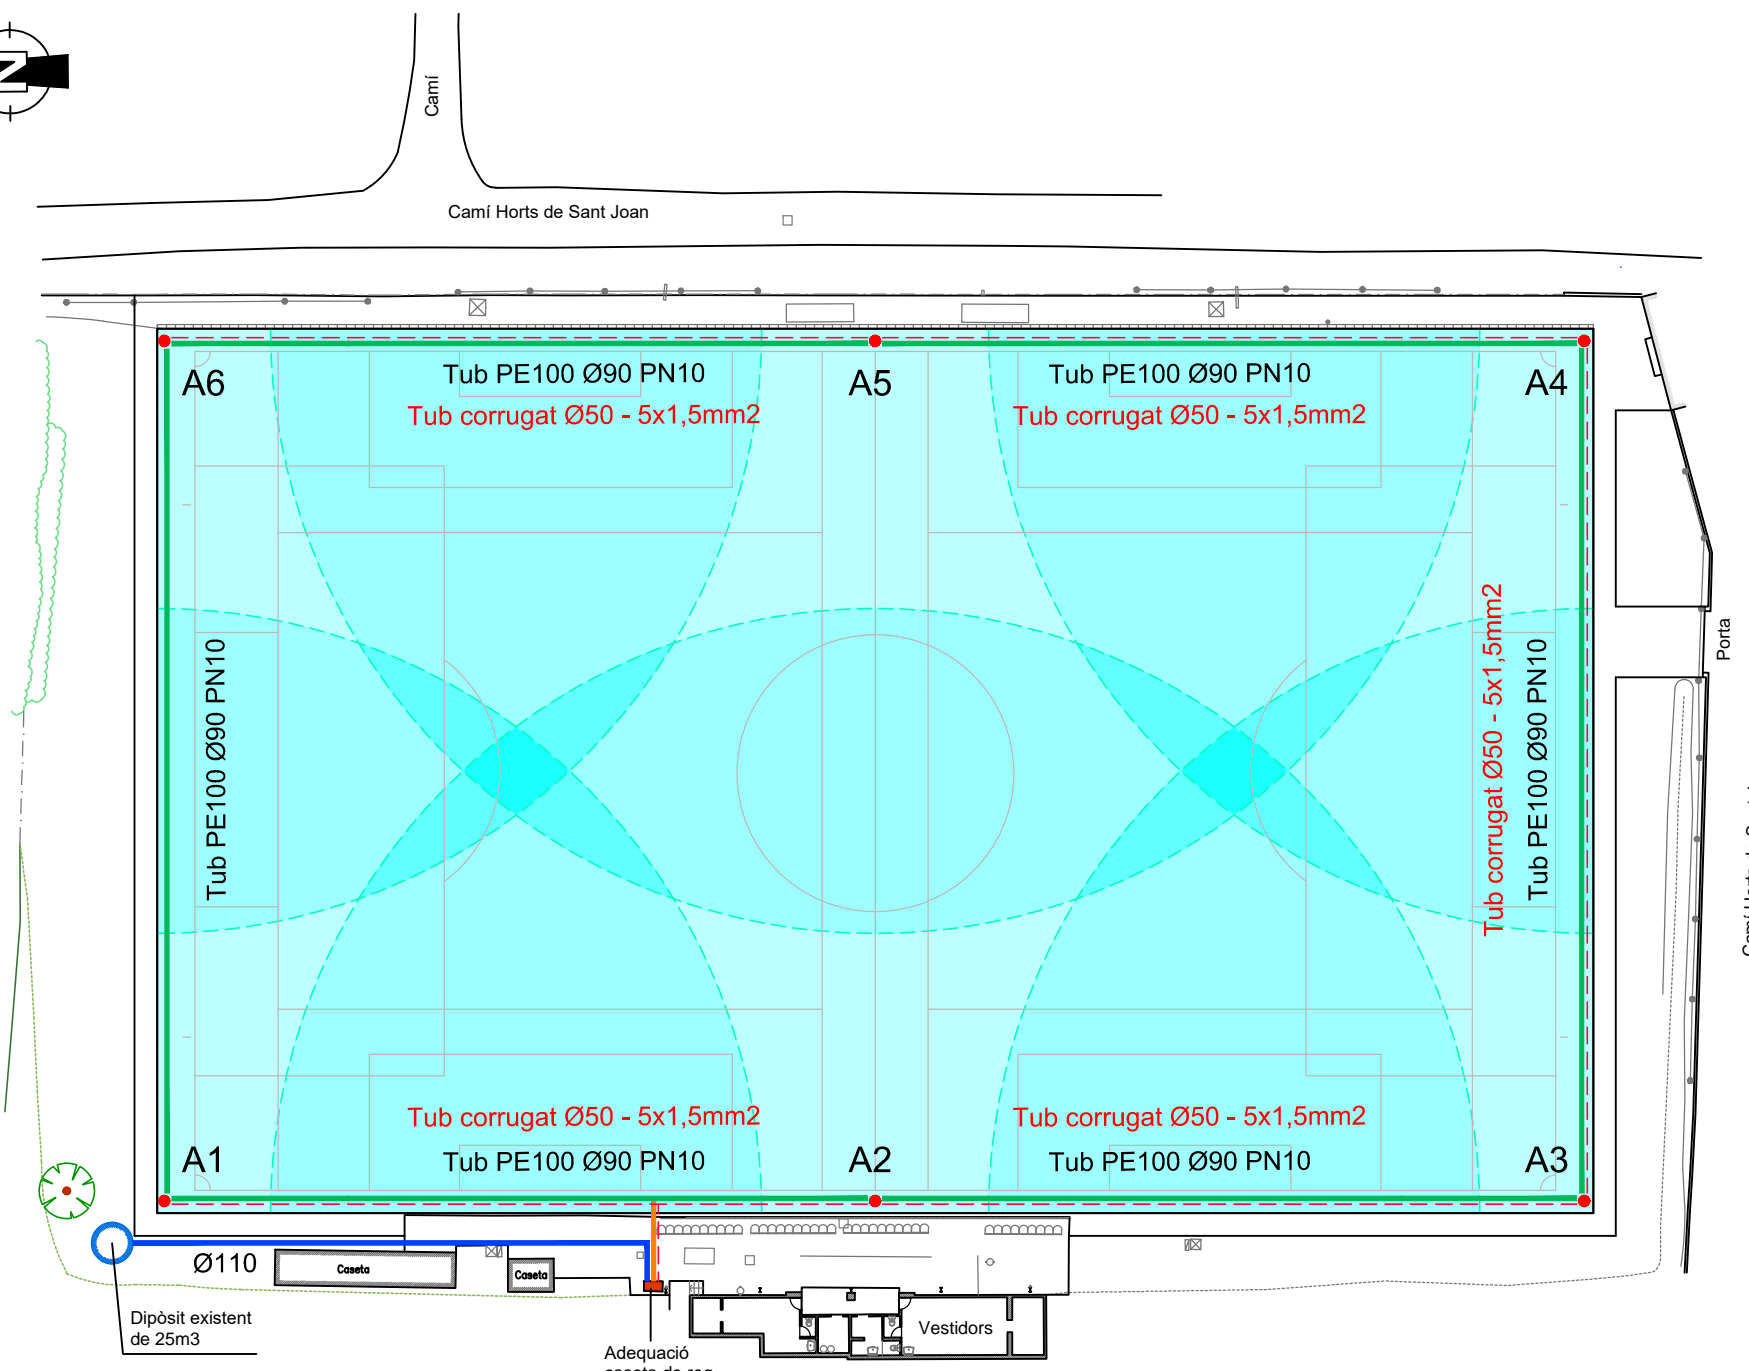 N
Camí
Camí Horts de Sant Joan
A6
Tub PE100 Ø90 PN10
A5
Tub PE100 Ø90 PN10
A4
Tub corrugat Ø50 - 5x1,5mm2
Tub corrugat Ø50 - 5x1,5mm2
Tub PE100 Ø90 PN10
Tub corrugat Ø50 - 5x1,5mm2
Tub PE100 Ø90 PN10
Porta
Tub corrugat Ø50 - 5x1,5mm2
Tub corrugat Ø50 - 5x1,5mm2
A1
Tub PE100 Ø90 PN10
A2
Tub PE100 Ø90 PN10
A3
Ø110
Caseta
Caseta
Dipòsit existent
de 25m3
Vestidors
Adequació